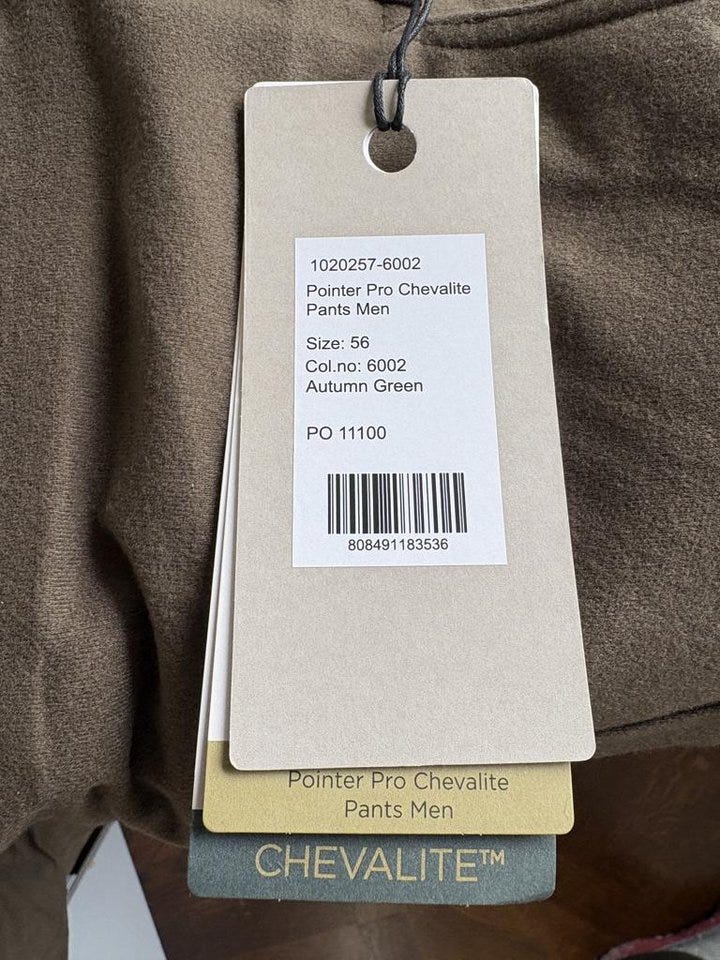 1020257-6002
Pointer Pro Chevalite
Pants Men
Size: 56
Col.no: 6002
Autumn Green
PO 11100
808491183536
Pointer Pro Chevalite
Pants Men
CHEVALITE™